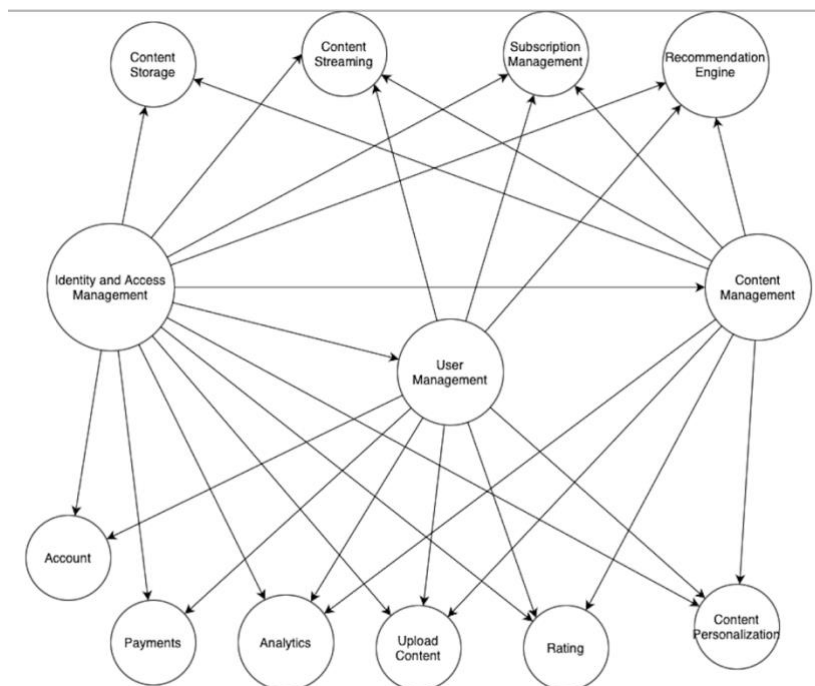 Content
Storage
Content
Streaming
Subscription
Management
Recommendation
Engine
Identity and Access
Management
Content
Management
User
Management
Account
Payments
Analytics
Upload
Content
Rating
Content
Personalization